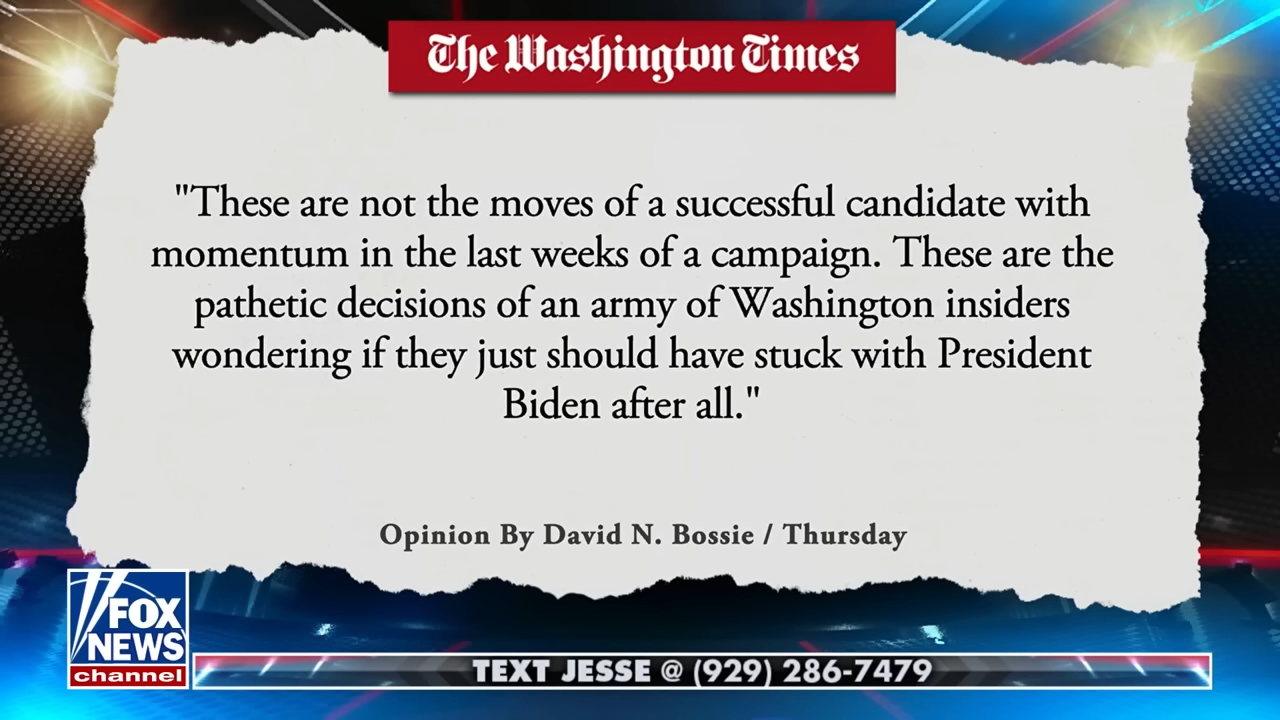 The Washington Times
"These are not the moves of a successful candidate with
momentum in the last weeks of a campaign. These are the
pathetic decisions of an army of Washington insiders
wondering if they just should have stuck with President
Biden after all."
Opinion By David N. Bossie / Thursday
FOX
NEWS
channel
TEXT JESSE @ (929) 286-7479